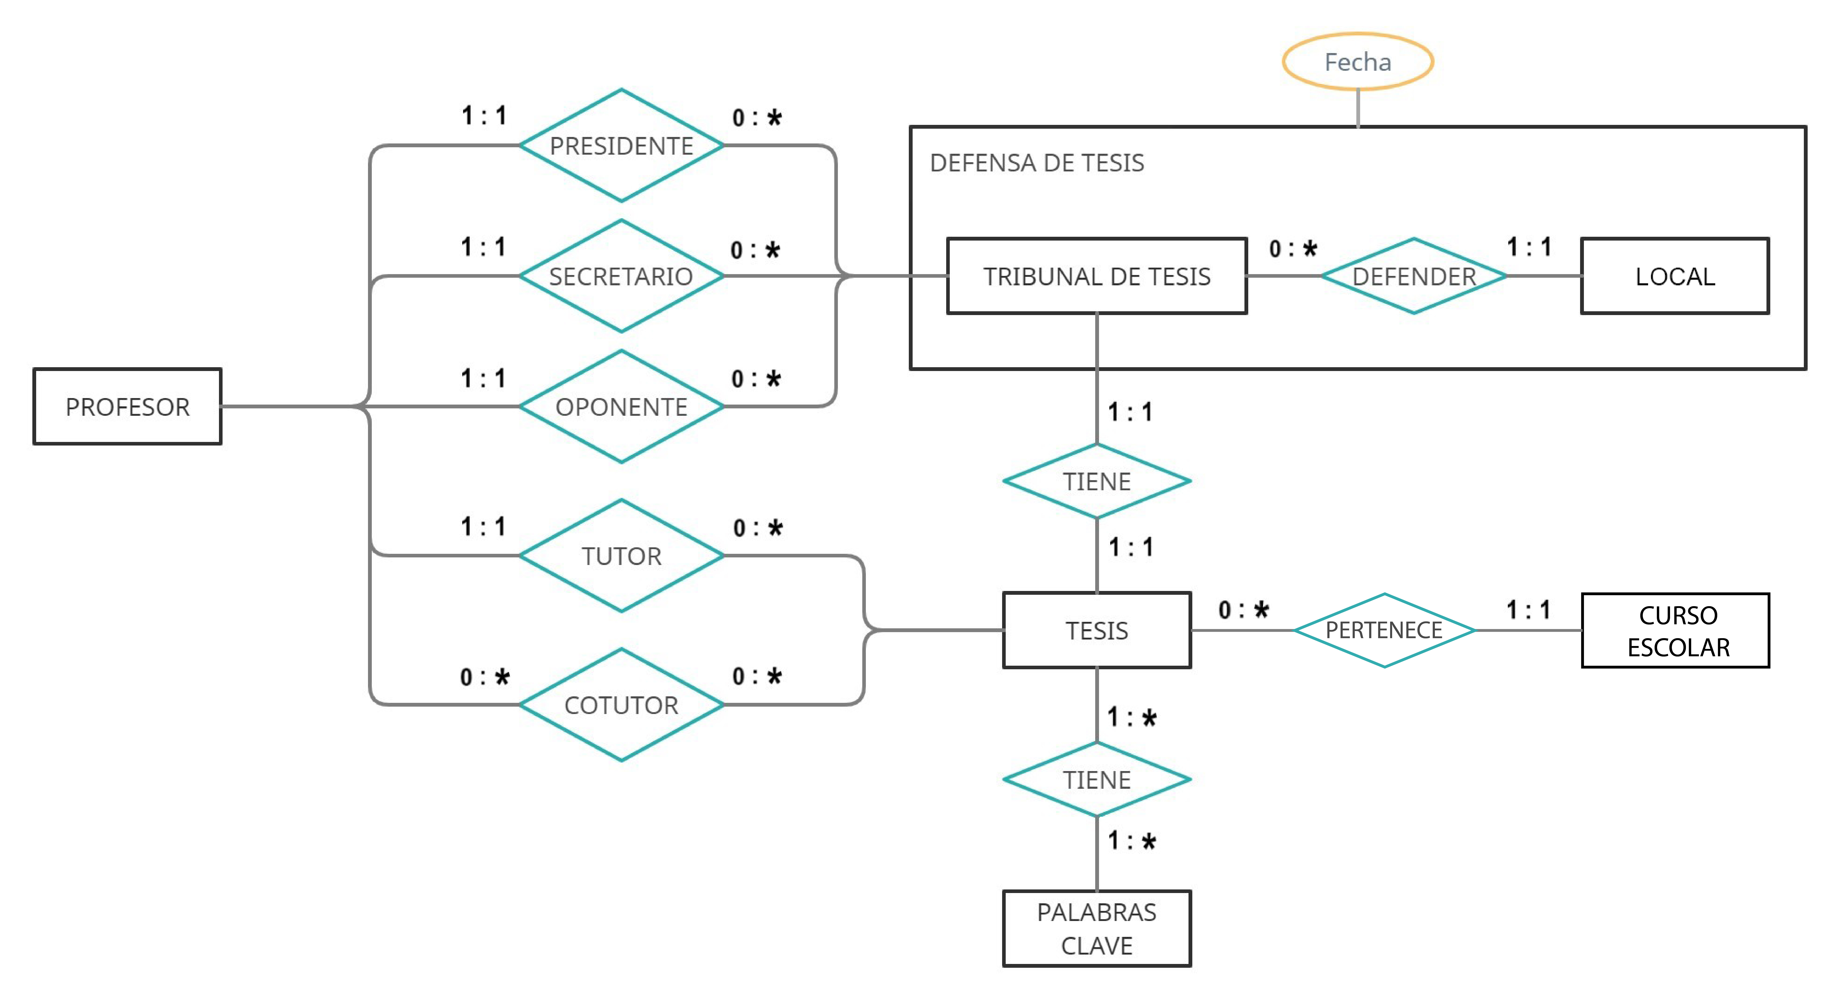 Fecha
1 : 1
0 : *
PRESIDENTE
DEFENSA DE TESIS
1 : 1
0 : *
SECRETARIO
TRIBUNAL DE TESIS
0 : *
DEFENDER
1 : 1
LOCAL
PROFESOR
1 : 1
0 : *
OPONENTE
1 : 1
TIENE
1 : 1
1 : 1
0 : *
TUTOR
TESIS
0 : *
PERTENECE
1 : 1
CURSO
ESCOLAR
0 : *
0 : *
COTUTOR
1 : *
TIENE
1 : *
PALABRAS
CLAVE